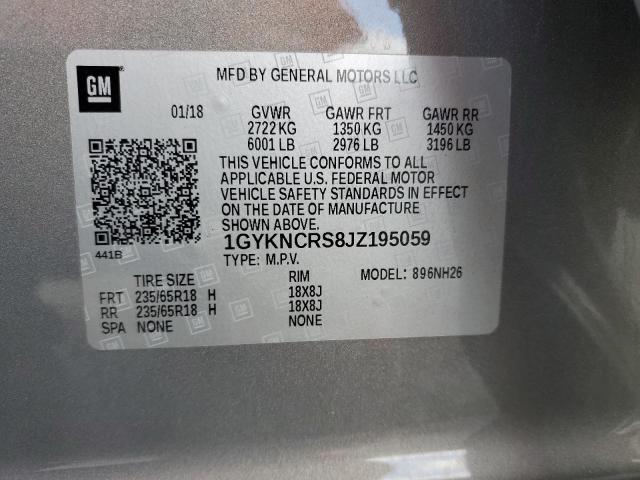 GM
MFD BY GENERAL MOTORS LLC
01/18 GVWR GAWR FRT GAWR RR
2722 KG 1350 KG 1450 KG
6001 LB 2976 LB 3196 LB
THIS VEHICLE CONFORMS TO ALL
APPLICABLE U.S. FEDERAL MOTOR
VEHICLE SAFETY STANDARDS IN EFFECT
ON THE DATE OF MANUFACTURE
SHOWN ABOVE.
1GYKNCRS8JZ195059
441B TYPE: M.P.V.
TIRE SIZE RIM MODEL: 896NH26
FRT 235/65R18 H 18X8J
RR 235/65R18 H 18X8J
SPA NONE NONE